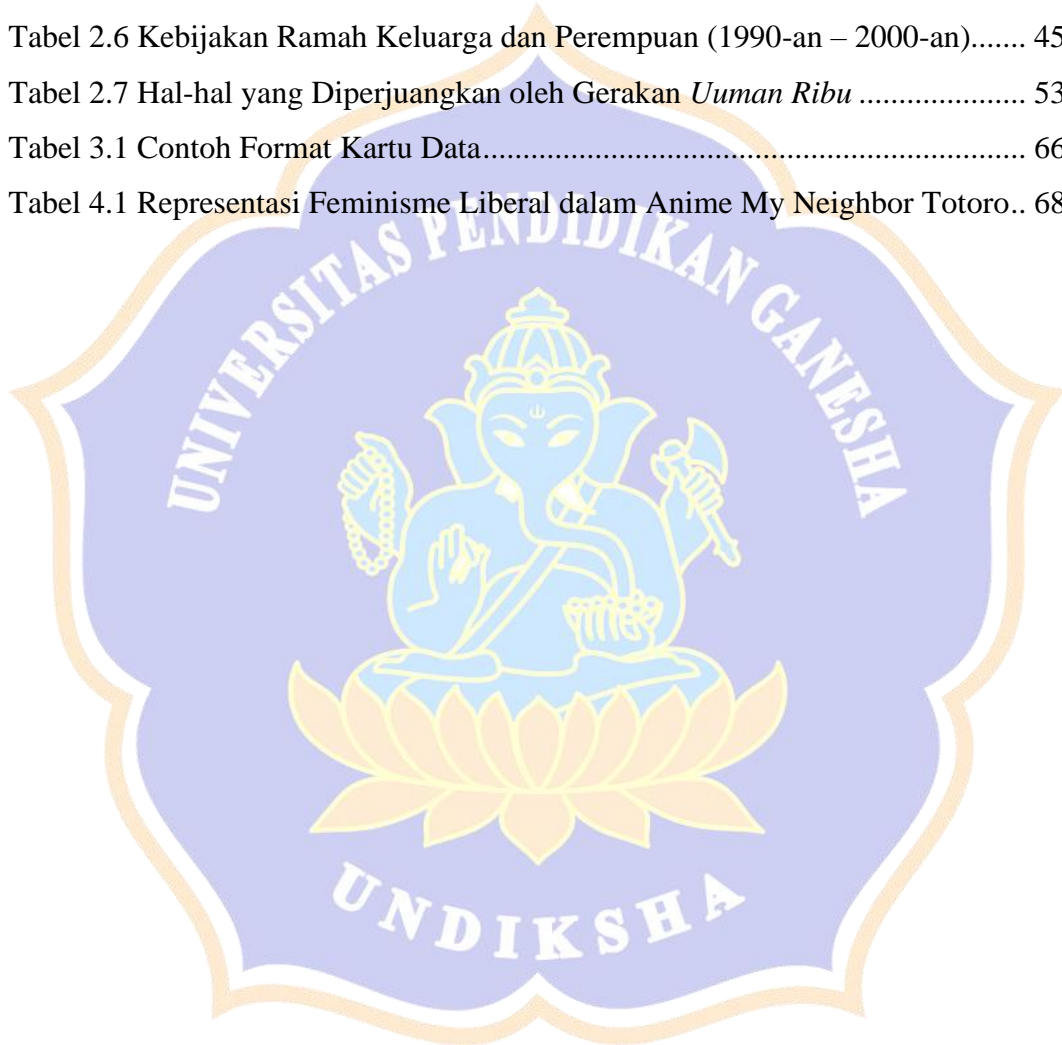 Tabel 2.6 Kebijakan Ramah Keluarga dan Perempuan (1990-an – 2000-an)....... 45
Tabel 2.7 Hal-hal yang Diperjuangkan oleh Gerakan Uuman Ribu ..................... 53
Tabel 3.1 Contoh Format Kartu Data.................................................................... 66
Tabel 4.1 Representasi Feminisme Liberal dalam Anime My Neighbor Totoro.. 68
UNIVERSITAS PENDIDIKAN GANESHA
UNDIKSHA